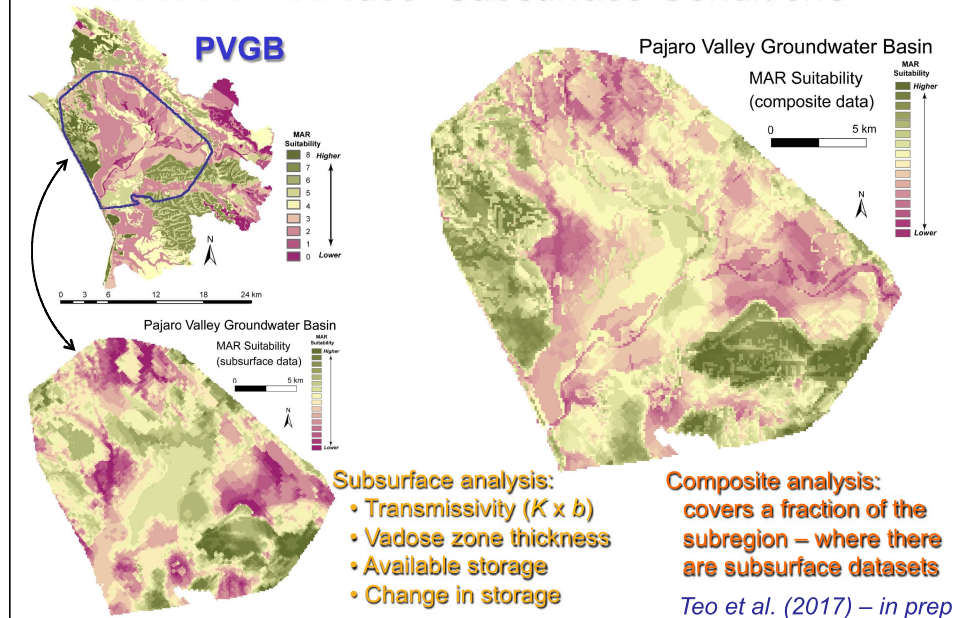 PVGB
MAR
Suitability
8 Higher
7
6
5
4
3
2
1
0 Lower
N
0 3 6 12 18 24 km
Pajaro Valley Groundwater Basin
MAR Suitability
(subsurface data)
0 5 km
N
MAR
Suitability
Higher
Lower
Pajaro Valley Groundwater Basin
MAR Suitability
(composite data)
0 5 km
N
MAR
Suitability
Higher
Lower
Subsurface analysis:
• Transmissivity (K x b)
• Vadose zone thickness
• Available storage
• Change in storage
Composite analysis:
covers a fraction of the
subregion – where there
are subsurface datasets
Teo et al. (2017) – in prep